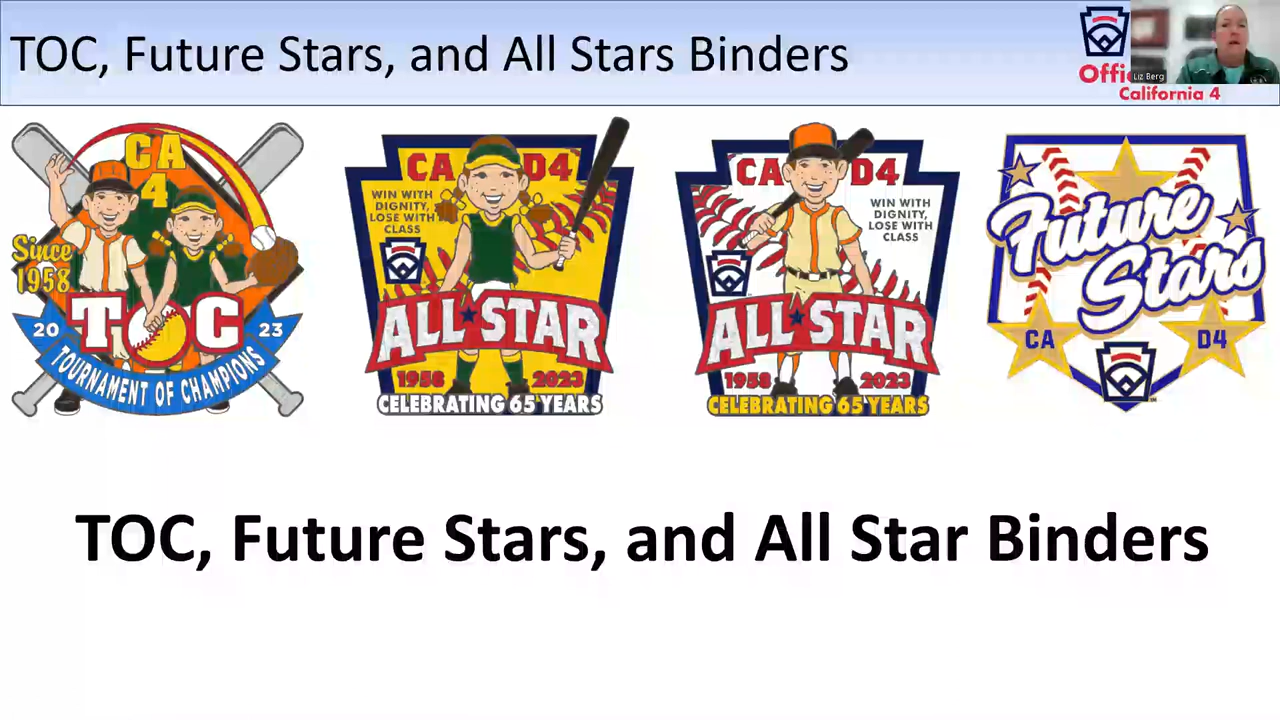 TOC, Future Stars, and All Stars Binders
Liz Berg
California 4
CA
4
Since
1958
TOC
20 23
TOURNAMENT OF CHAMPIONS
CA D4
WIN WITH
DIGNITY,
LOSE WITH
CLASS
ALL STAR
1958 2023
CELEBRATING 65 YEARS
CA D4
WIN WITH
DIGNITY,
LOSE WITH
CLASS
ALL STAR
1958 2023
CELEBRATING 65 YEARS
Future
Stars
CA D4
TOC, Future Stars, and All Star Binders